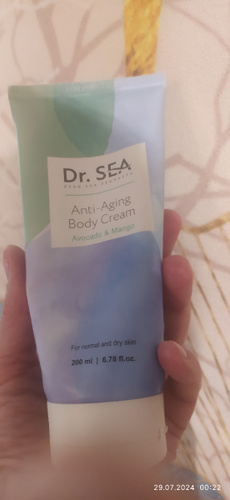 Dr. SEA
DEAD SEA PRODUCTS
Anti-Aging
Body Cream
Avocado & Mango
For normal and dry skin
200 ml | 6.78 fl.oz.
29.07.2024 00:22